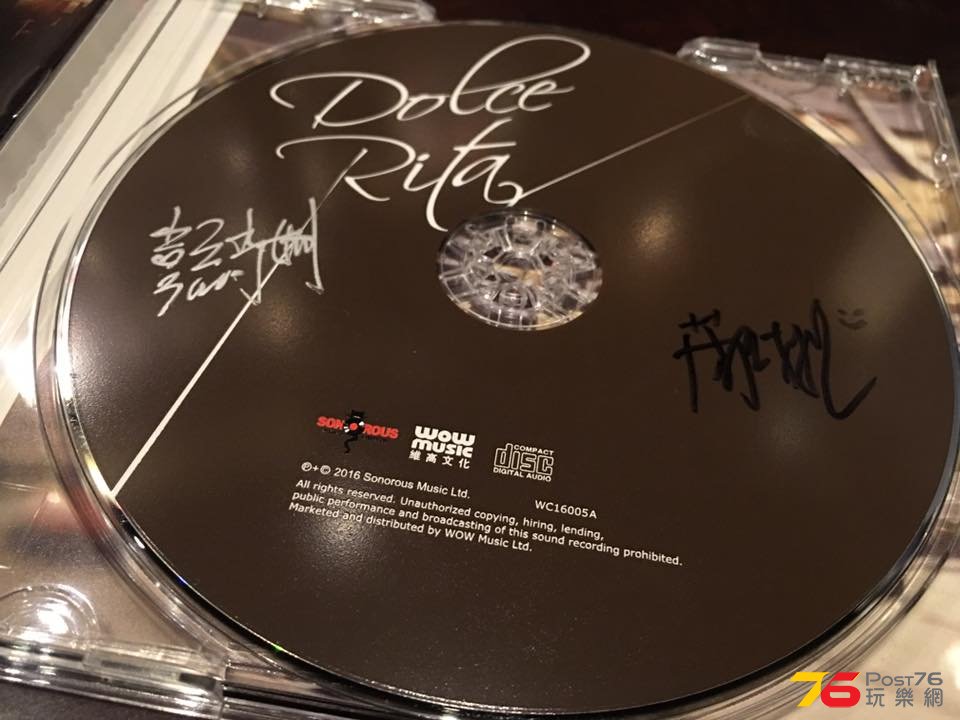 Dolce
Rita
SONOROUS
wow
music
維高文化
COMPACT
disc
DIGITAL AUDIO
℗+© 2016 Sonorous Music Ltd.
WC16005A
All rights reserved. Unauthorized copying, hiring, lending,
public performance and broadcasting of this sound recording prohibited.
Marketed and distributed by WOW Music Ltd.
76 POST76
玩樂網